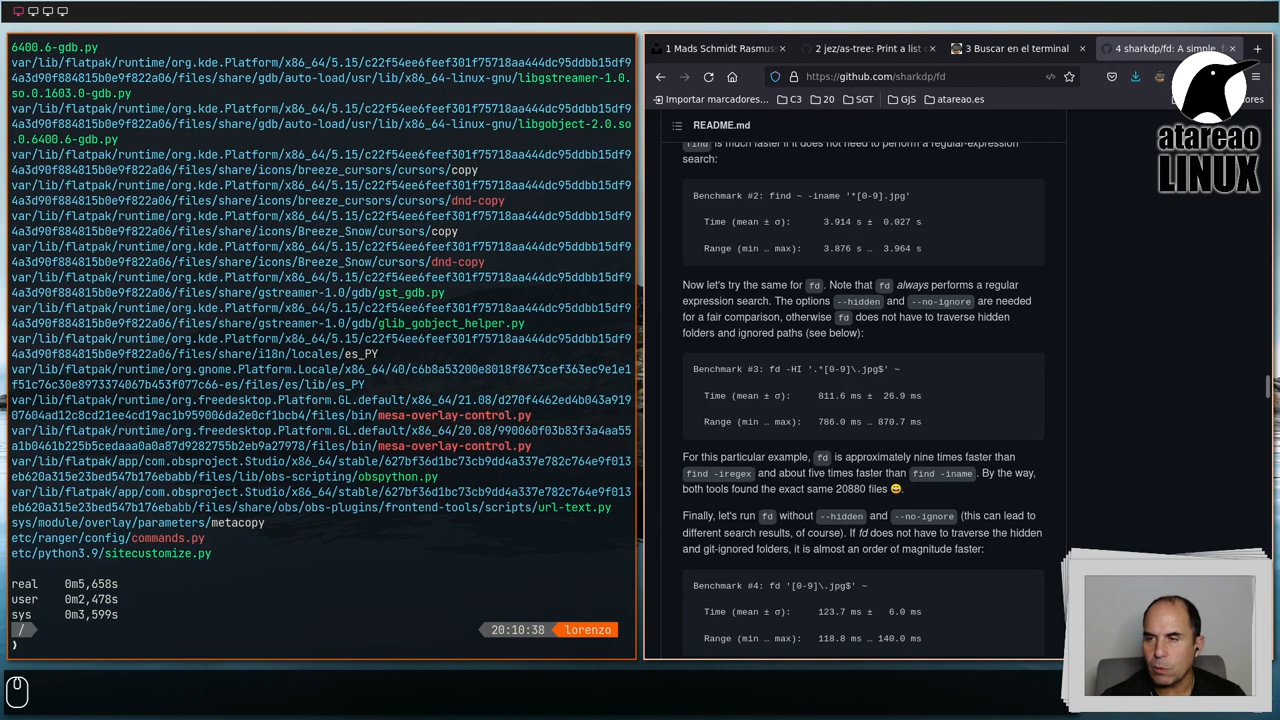 6400.6-gdb.py
var/lib/flatpak/runtime/org.kde.Platform/x86_64/5.15/c22f54ee6feef301f75718aa444dc95ddbb15df
4a3d90f884815b0e9f822a06/files/share/gdb/auto-load/usr/lib/x86_64-linux-gnu/libgstreamer-1.0.
so.0.1603.0-gdb.py
var/lib/flatpak/runtime/org.kde.Platform/x86_64/5.15/c22f54ee6feef301f75718aa444dc95ddbb15df
4a3d90f884815b0e9f822a06/files/share/gdb/auto-load/usr/lib/x86_64-linux-gnu/libgobject-2.0.so
.0.6400.6-gdb.py
var/lib/flatpak/runtime/org.kde.Platform/x86_64/5.15/c22f54ee6feef301f75718aa444dc95ddbb15df
4a3d90f884815b0e9f822a06/files/share/icons/breeze_cursors/cursors/copy
var/lib/flatpak/runtime/org.kde.Platform/x86_64/5.15/c22f54ee6feef301f75718aa444dc95ddbb15df
4a3d90f884815b0e9f822a06/files/share/icons/breeze_cursors/cursors/dnd-copy
var/lib/flatpak/runtime/org.kde.Platform/x86_64/5.15/c22f54ee6feef301f75718aa444dc95ddbb15df
4a3d90f884815b0e9f822a06/files/share/icons/Breeze_Snow/cursors/copy
var/lib/flatpak/runtime/org.kde.Platform/x86_64/5.15/c22f54ee6feef301f75718aa444dc95ddbb15df
4a3d90f884815b0e9f822a06/files/share/icons/Breeze_Snow/cursors/dnd-copy
var/lib/flatpak/runtime/org.kde.Platform/x86_64/5.15/c22f54ee6feef301f75718aa444dc95ddbb15df
4a3d90f884815b0e9f822a06/files/share/gstreamer-1.0/gdb/gst_gdb.py
var/lib/flatpak/runtime/org.kde.Platform/x86_64/5.15/c22f54ee6feef301f75718aa444dc95ddbb15df
4a3d90f884815b0e9f822a06/files/share/gstreamer-1.0/gdb/glib_gobject_helper.py
var/lib/flatpak/runtime/org.kde.Platform/x86_64/5.15/c22f54ee6feef301f75718aa444dc95ddbb15df
4a3d90f884815b0e9f822a06/files/share/i18n/locales/es_PY
var/lib/flatpak/runtime/org.gnome.Platform.Locale/x86_64/40/c6b8a53200e8018f8673cef363ec9e1e1
f51c76c30e8973374067b453f077c66-es/files/es/lib/es_PY
var/lib/flatpak/runtime/org.freedesktop.Platform.GL.default/x86_64/21.08/d270f4462ed4b043a919
07604ad12c8cd21ee4cd19ac1b959006da2e0cf1bcb4/files/bin/mesa-overlay-control.py
var/lib/flatpak/runtime/org.freedesktop.Platform.GL.default/x86_64/20.08/990060f03b83f3a4aa55
a1b0461b225b5cedaaa0a0a87d9282755b2eb9a27978/files/bin/mesa-overlay-control.py
var/lib/flatpak/app/com.obsproject.Studio/x86_64/stable/627bf36d1bc73cb9dd4a337e782c764e9f013
eb620a315e23bed547b176ebabb/files/lib/obs-scripting/obspython.py
var/lib/flatpak/app/com.obsproject.Studio/x86_64/stable/627bf36d1bc73cb9dd4a337e782c764e9f013
eb620a315e23bed547b176ebabb/files/share/obs/obs-plugins/frontend-tools/scripts/url-text.py
sys/module/overlay/parameters/metacopy
etc/ranger/config/commands.py
etc/python3.9/sitecustomize.py
real 0m5,658s
user 0m2,478s
sys 0m3,599s
/ 20:10:38 lorenzo
❯
1 Mads Schmidt Rasmus
2 jez/as-tree: Print a list
3 Buscar en el terminal
4 sharkdp/fd: A simple, f
https://github.com/sharkdp/fd
Importar marcadores... C3 20 SGT GJS atareao.es
atareao
LINUX
README.md
find is much faster if it does not need to perform a regular-expression
search:
Benchmark #2: find ~ -iname '*[0-9].jpg'
Time (mean ± σ): 3.914 s ± 0.027 s
Range (min … max): 3.876 s … 3.964 s
Now let's try the same for fd. Note that fd always performs a regular
expression search. The options --hidden and --no-ignore are needed
for a fair comparison, otherwise fd does not have to traverse hidden
folders and ignored paths (see below):
Benchmark #3: fd -HI '.*[0-9]\.jpg$' ~
Time (mean ± σ): 811.6 ms ± 26.9 ms
Range (min … max): 786.0 ms … 870.7 ms
For this particular example, fd is approximately nine times faster than
find -iregex and about five times faster than find -iname. By the way,
both tools found the exact same 20880 files 😄.
Finally, let's run fd without --hidden and --no-ignore (this can lead to
different search results, of course). If fd does not have to traverse the hidden
and git-ignored folders, it is almost an order of magnitude faster:
Benchmark #4: fd '[0-9]\.jpg$' ~
Time (mean ± σ): 123.7 ms ± 6.0 ms
Range (min … max): 118.8 ms … 140.0 ms